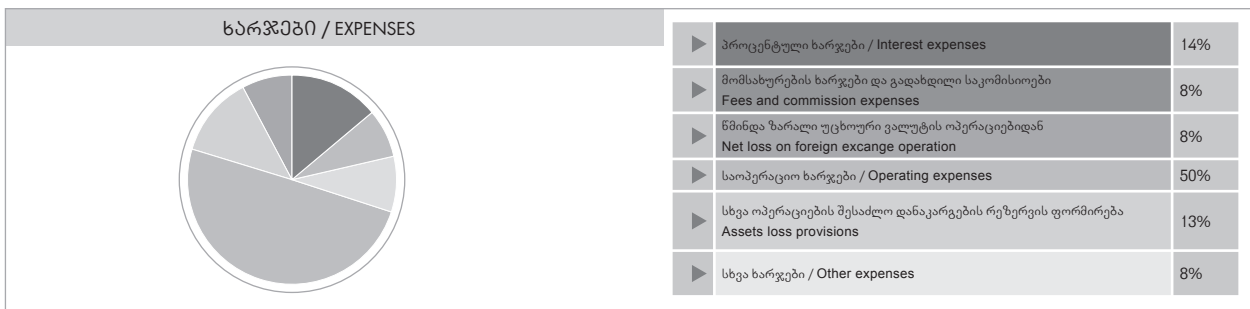 ხარჯები / EXPENSES
პროცენტული ხარჯები / Interest expenses
14%
მომსახურების ხარჯები და გადახდილი საკომისიოები
Fees and commission expenses
8%
წმინდა ზარალი უცხოური ვალუტის ოპერაციებიდან
Net loss on foreign excange operation
8%
საოპერაციო ხარჯები / Operating expenses
50%
სხვა ოპერაციების შესაძლო დანაკარგების რეზერვის ფორმირება
Assets loss provisions
13%
სხვა ხარჯები / Other expenses
8%